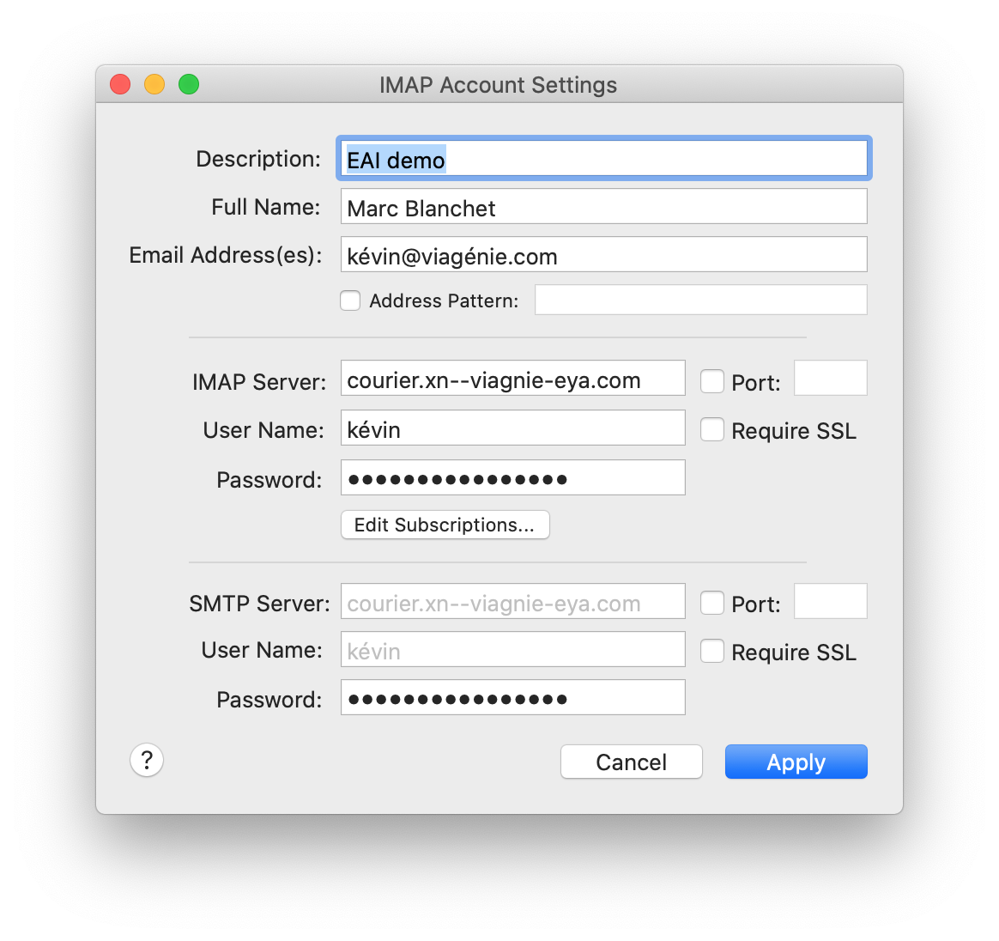 IMAP Account Settings
Description: EAI demo
Full Name: Marc Blanchet
Email Address(es): kévin@viagénie.com
Address Pattern:
IMAP Server: courier.xn--viagnie-eya.com Port:
User Name: kévin Require SSL
Password: ●●●●●●●●●●●●●●●●
Edit Subscriptions...
SMTP Server: courier.xn--viagnie-eya.com Port:
User Name: kévin Require SSL
Password: ●●●●●●●●●●●●●●●●
? Cancel Apply